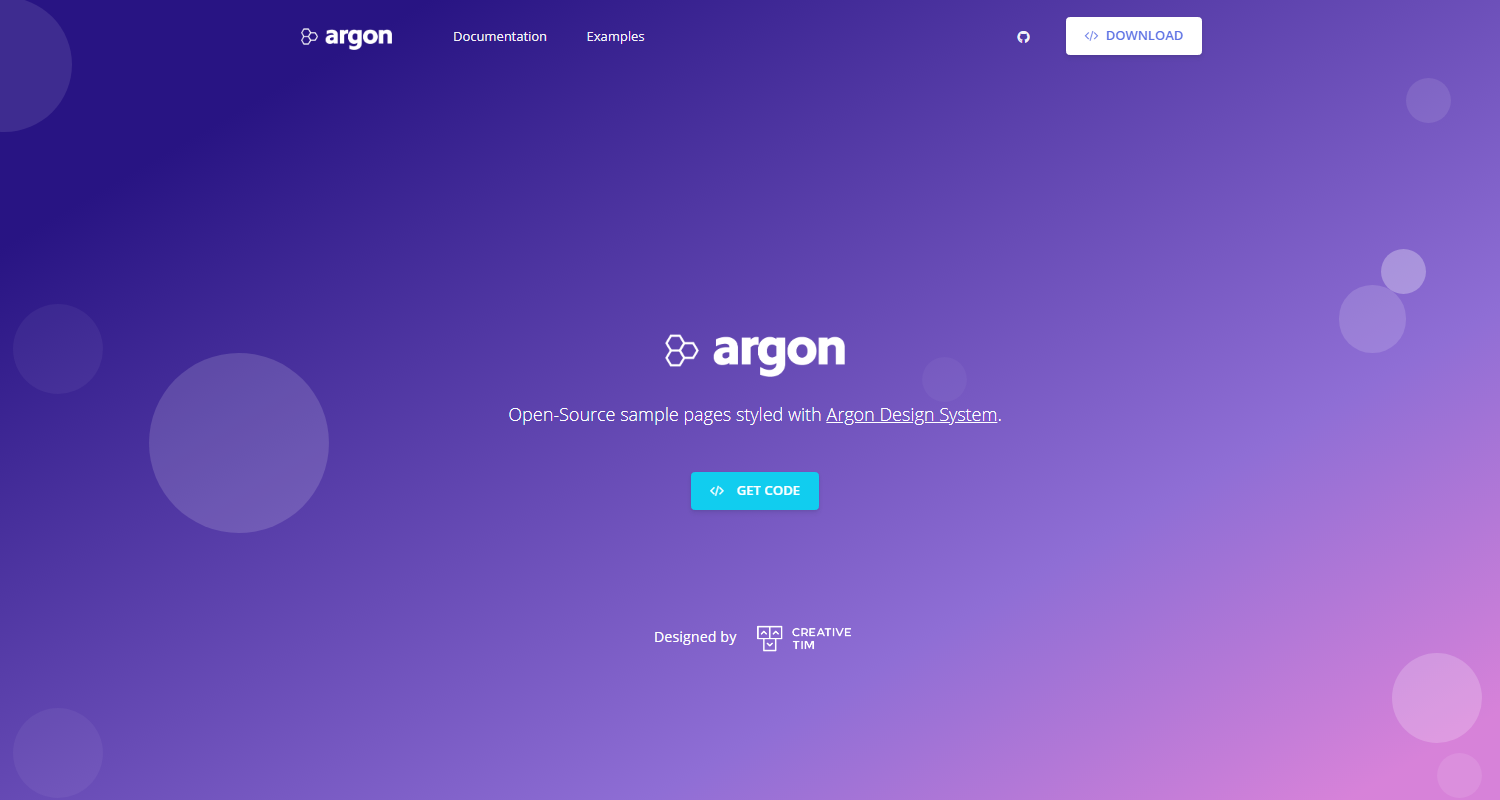 argon
Documentation
Examples
</> DOWNLOAD
argon
Open-Source sample pages styled with Argon Design System.
</> GET CODE
Designed by
CREATIVE
TIM